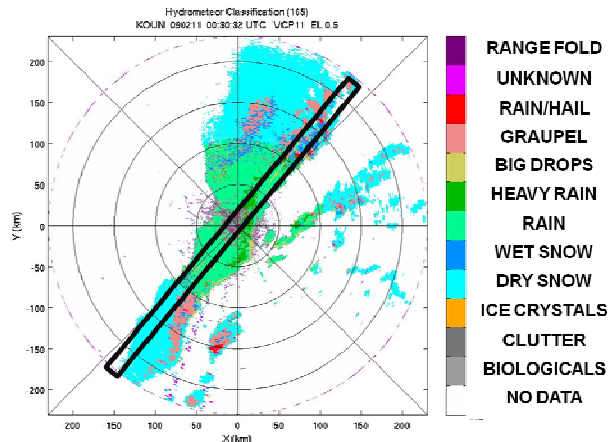 Hydrometeor Classification (165)
KOUN 090211 00:30:32 UTC VCP11 EL 0.5
200
150
100
50
0
-50
-100
-150
-200
Y (km)
-200 -150 -100 -50 0 50 100 150 200
X (km)
RANGE FOLD
UNKNOWN
RAIN/HAIL
GRAUPEL
BIG DROPS
HEAVY RAIN
RAIN
WET SNOW
DRY SNOW
ICE CRYSTALS
CLUTTER
BIOLOGICALS
NO DATA